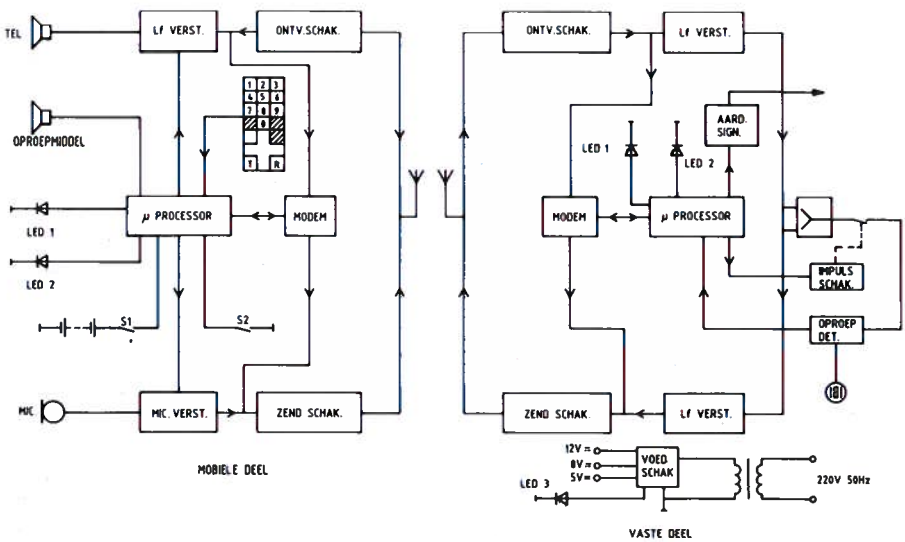 TEL
Lf VERST.
ONTV.SCHAK.
1 2 3
4 5 6
7 8 9
0
T R
OPROEPMIDDEL
μ PROCESSOR
MODEM
LED 1
LED 2
S1
S2
MIC
MIC. VERST.
ZEND SCHAK.
MOBIELE DEEL
ONTV.SCHAK.
Lf VERST.
AARD.
SIGN.
LED 1
LED 2
MODEM
μ PROCESSOR
IMPULS
SCHAK.
OPROEP
DET.
ZEND SCHAK.
Lf VERST.
12V=
8V=
5V=
VOED.
SCHAK
LED 3
220V 50Hz
VASTE DEEL